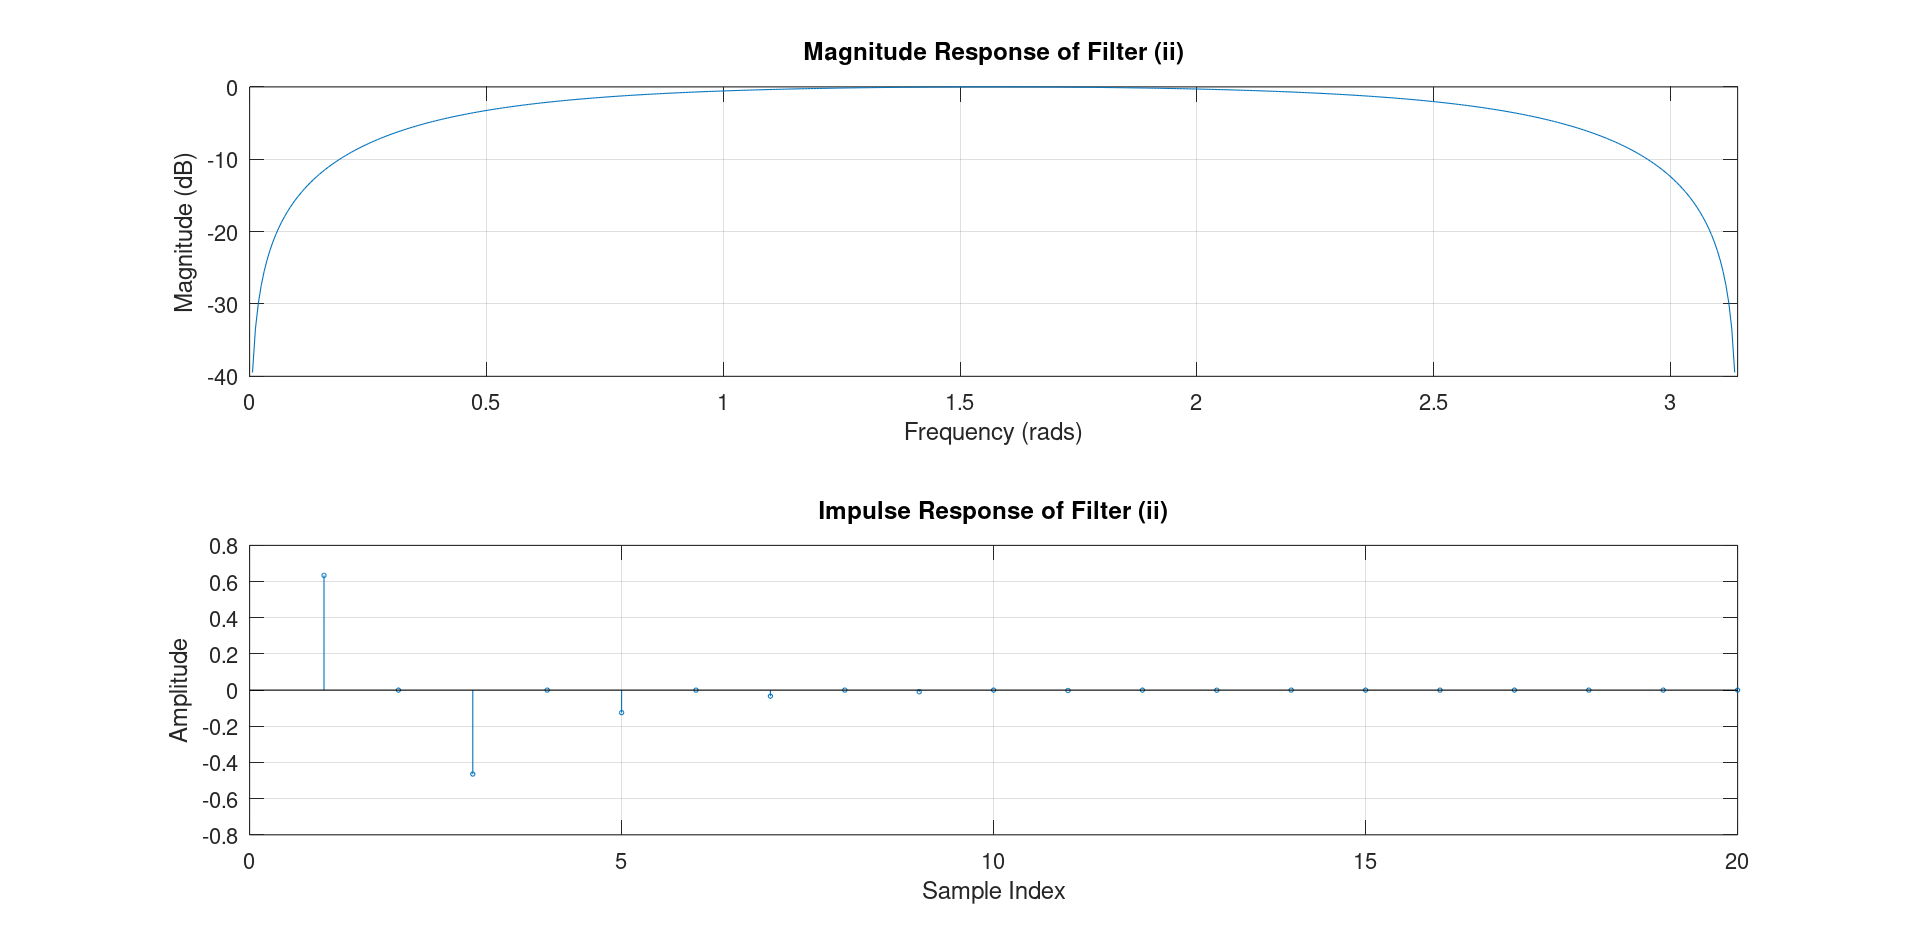 Magnitude Response of Filter (ii)
0
-10
-20
-30
-40
Magnitude (dB)
0 0.5 1 1.5 2 2.5 3
Frequency (rads)
Impulse Response of Filter (ii)
0.8
0.6
0.4
0.2
0
-0.2
-0.4
-0.6
-0.8
Amplitude
0 5 10 15 20
Sample Index